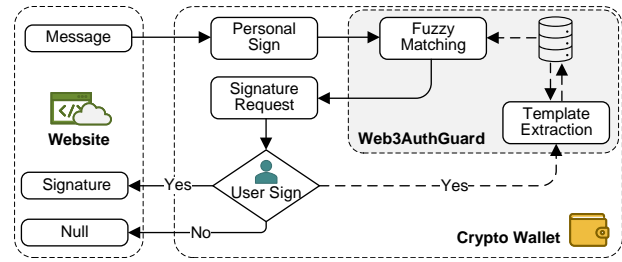 Message
Personal
Sign
Fuzzy
Matching
Signature
Request
</>
Website
Web3AuthGuard
Template
Extraction
Signature
Yes
User Sign
Yes
Null
No
Crypto Wallet